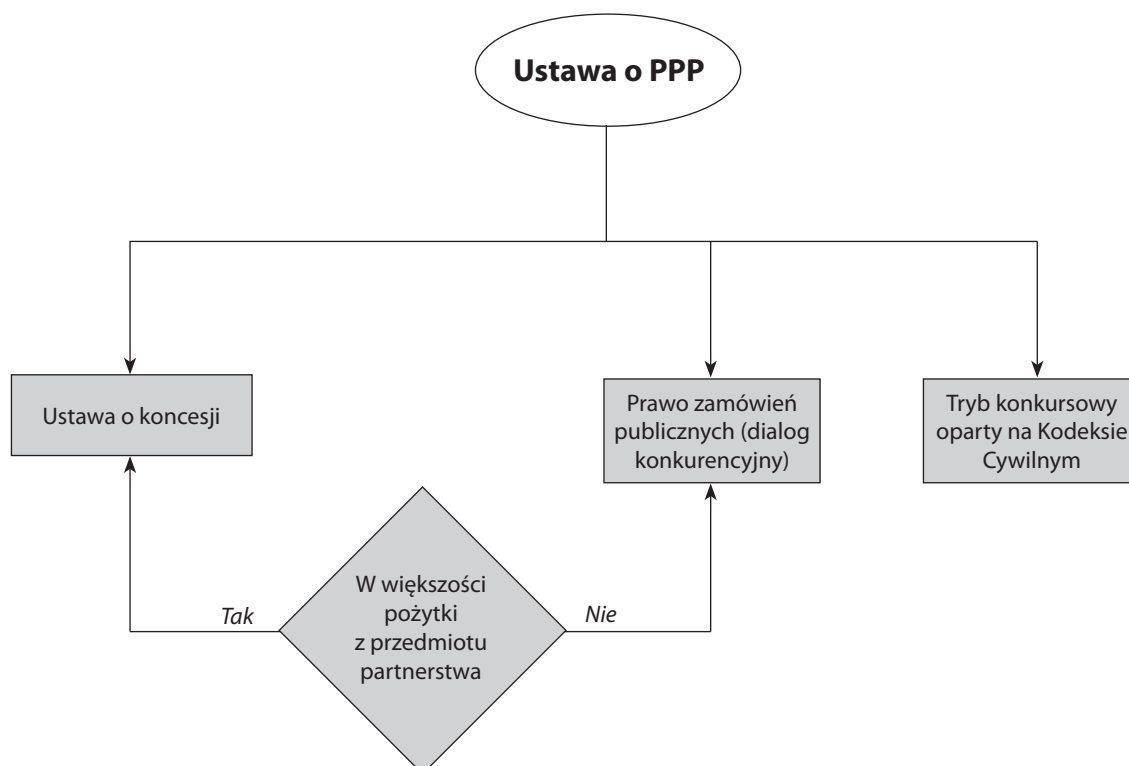 Ustawa o PPP
Ustawa o koncesji
Prawo zamówień
publicznych (dialog
konkurencyjny)
Tryb konkursowy
oparty na Kodeksie
Cywilnym
W większości
pożytki
z przedmiotu
partnerstwa
Tak
Nie